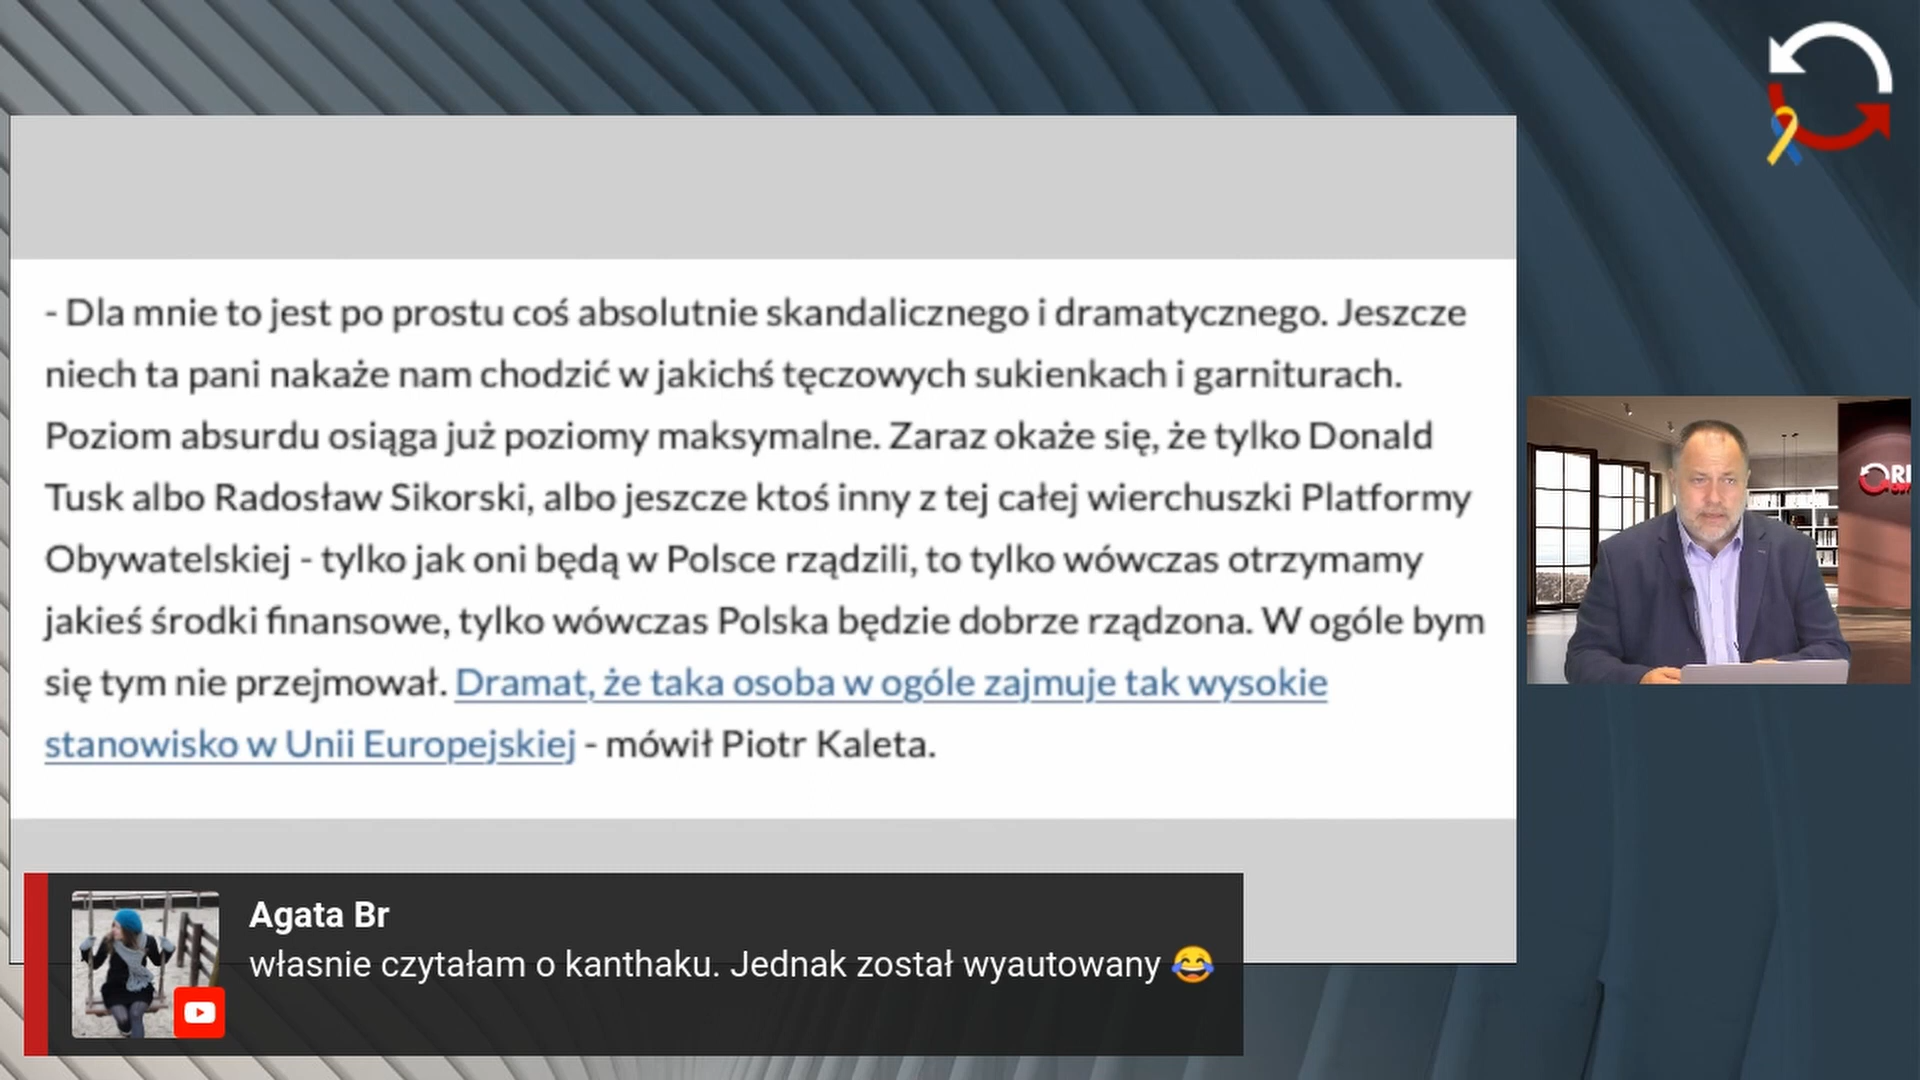 - Dla mnie to jest po prostu coś absolutnie skandalicznego i dramatycznego. Jeszcze
niech ta pani nakaże nam chodzić w jakichś tęczowych sukienkach i garniturach.
Poziom absurdu osiąga już poziomy maksymalne. Zaraz okaże się, że tylko Donald
Tusk albo Radosław Sikorski, albo jeszcze ktoś inny z tej całej wierchuszki Platformy
Obywatelskiej - tylko jak oni będą w Polsce rządzili, to tylko wówczas otrzymamy
jakieś środki finansowe, tylko wówczas Polska będzie dobrze rządzona. W ogóle bym
się tym nie przejmował. Dramat, że taka osoba w ogóle zajmuje tak wysokie
stanowisko w Unii Europejskiej - mówił Piotr Kaleta.
Agata Br
własnie czytałam o kanthaku. Jednak został wyautowany 😂